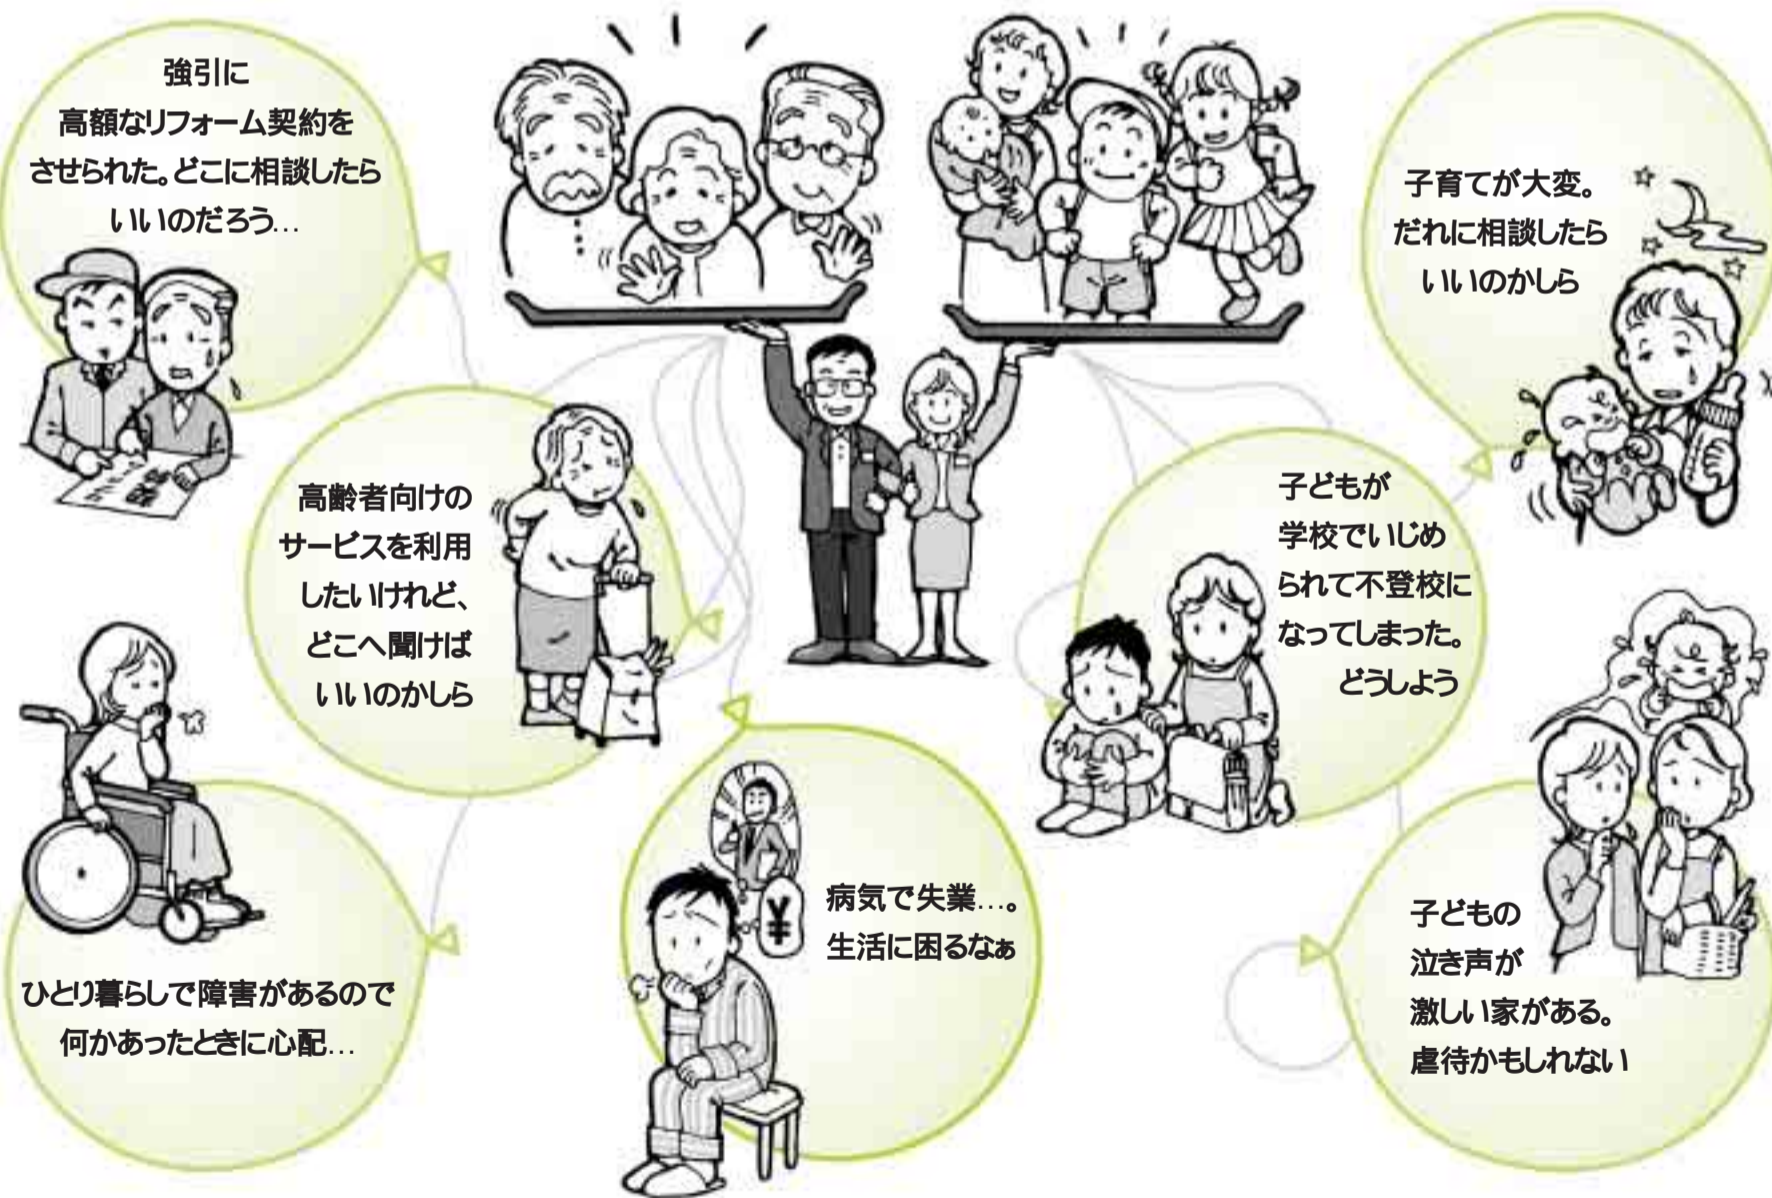 強引に
高額なリフォーム契約を
させられた。どこに相談したら
いいのだろう…
子育てが大変。
だれに相談したら
いいのかしら
高齢者向けの
サービスを利用
したいけれど、
どこへ聞けば
いいのかしら
子どもが
学校でいじめ
られて不登校に
なってしまった。
どうしよう
ひとり暮らしで障害があるので
何かあったときに心配…
¥
病気で失業…。
生活に困るなぁ
子どもの
泣き声が
激しい家がある。
虐待かもしれない